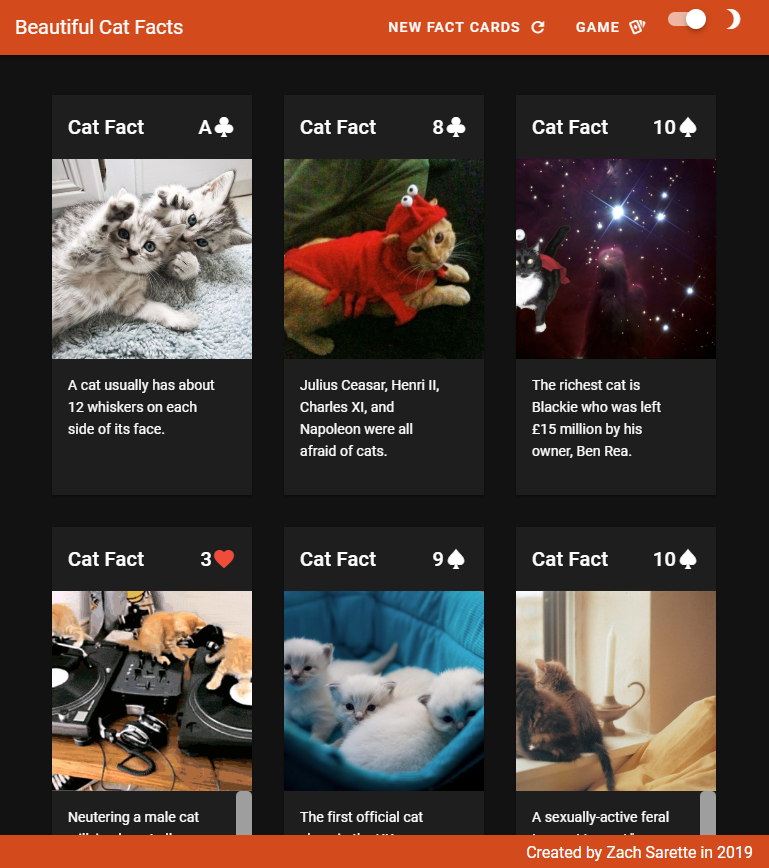 Beautiful Cat Facts
NEW FACT CARDS
GAME
Cat Fact A
Cat Fact 8
Cat Fact 10
A cat usually has about
12 whiskers on each
side of its face.
Julius Ceasar, Henri II,
Charles XI, and
Napoleon were all
afraid of cats.
The richest cat is
Blackie who was left
£15 million by his
owner, Ben Rea.
Cat Fact 3
Cat Fact 9
Cat Fact 10
Neutering a male cat
The first official cat
A sexually-active feral
Created by Zach Sarette in 2019